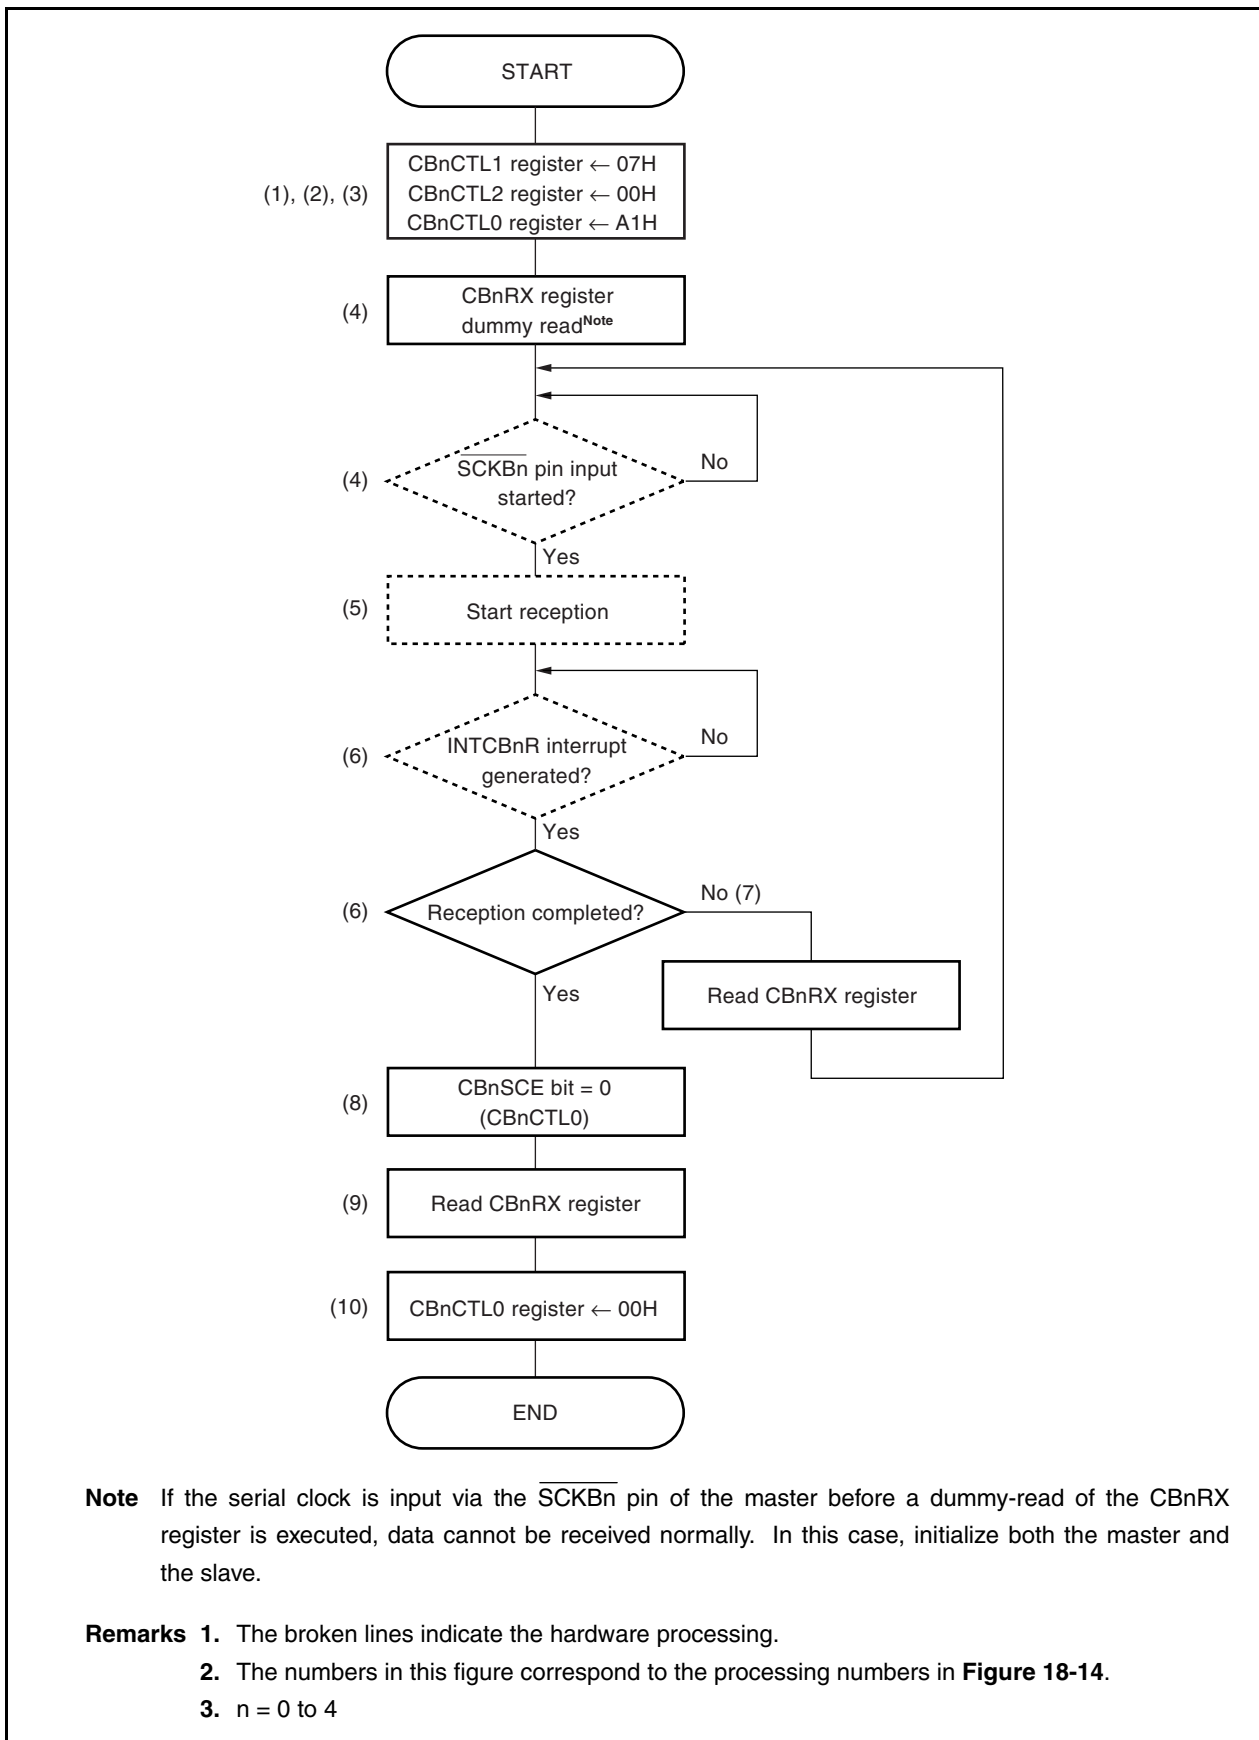 START
(1), (2), (3)
CBnCTL1 register ← 07H
CBnCTL2 register ← 00H
CBnCTL0 register ← A1H
(4)
CBnRX register
dummy readNote
(4)
SCKBn pin input
started?
No
Yes
(5)
Start reception
(6)
INTCBnR interrupt
generated?
No
Yes
(6)
Reception completed?
No (7)
Read CBnRX register
Yes
(8)
CBnSCE bit = 0
(CBnCTL0)
(9)
Read CBnRX register
(10)
CBnCTL0 register ← 00H
END
Note If the serial clock is input via the SCKBn pin of the master before a dummy-read of the CBnRX
register is executed, data cannot be received normally. In this case, initialize both the master and
the slave.
Remarks 1. The broken lines indicate the hardware processing.
2. The numbers in this figure correspond to the processing numbers in Figure 18-14.
3. n = 0 to 4